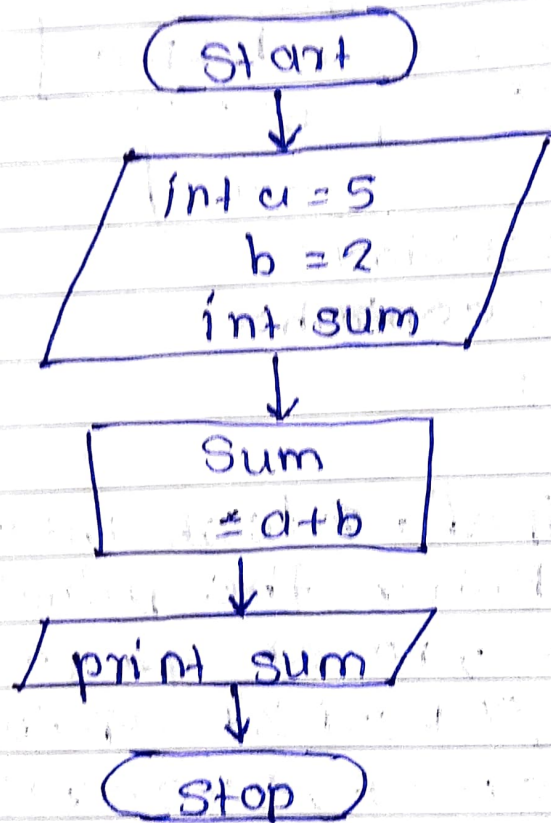 Start
int a = 5
b = 2
int sum
Sum
= a+b
print sum
Stop